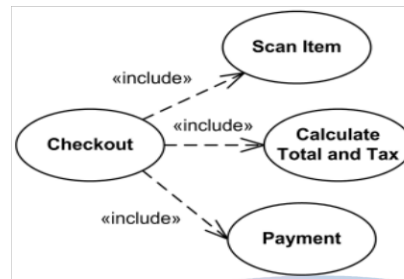 Scan Item
«include»
«include»
Checkout
Calculate
Total and Tax
«include»
Payment